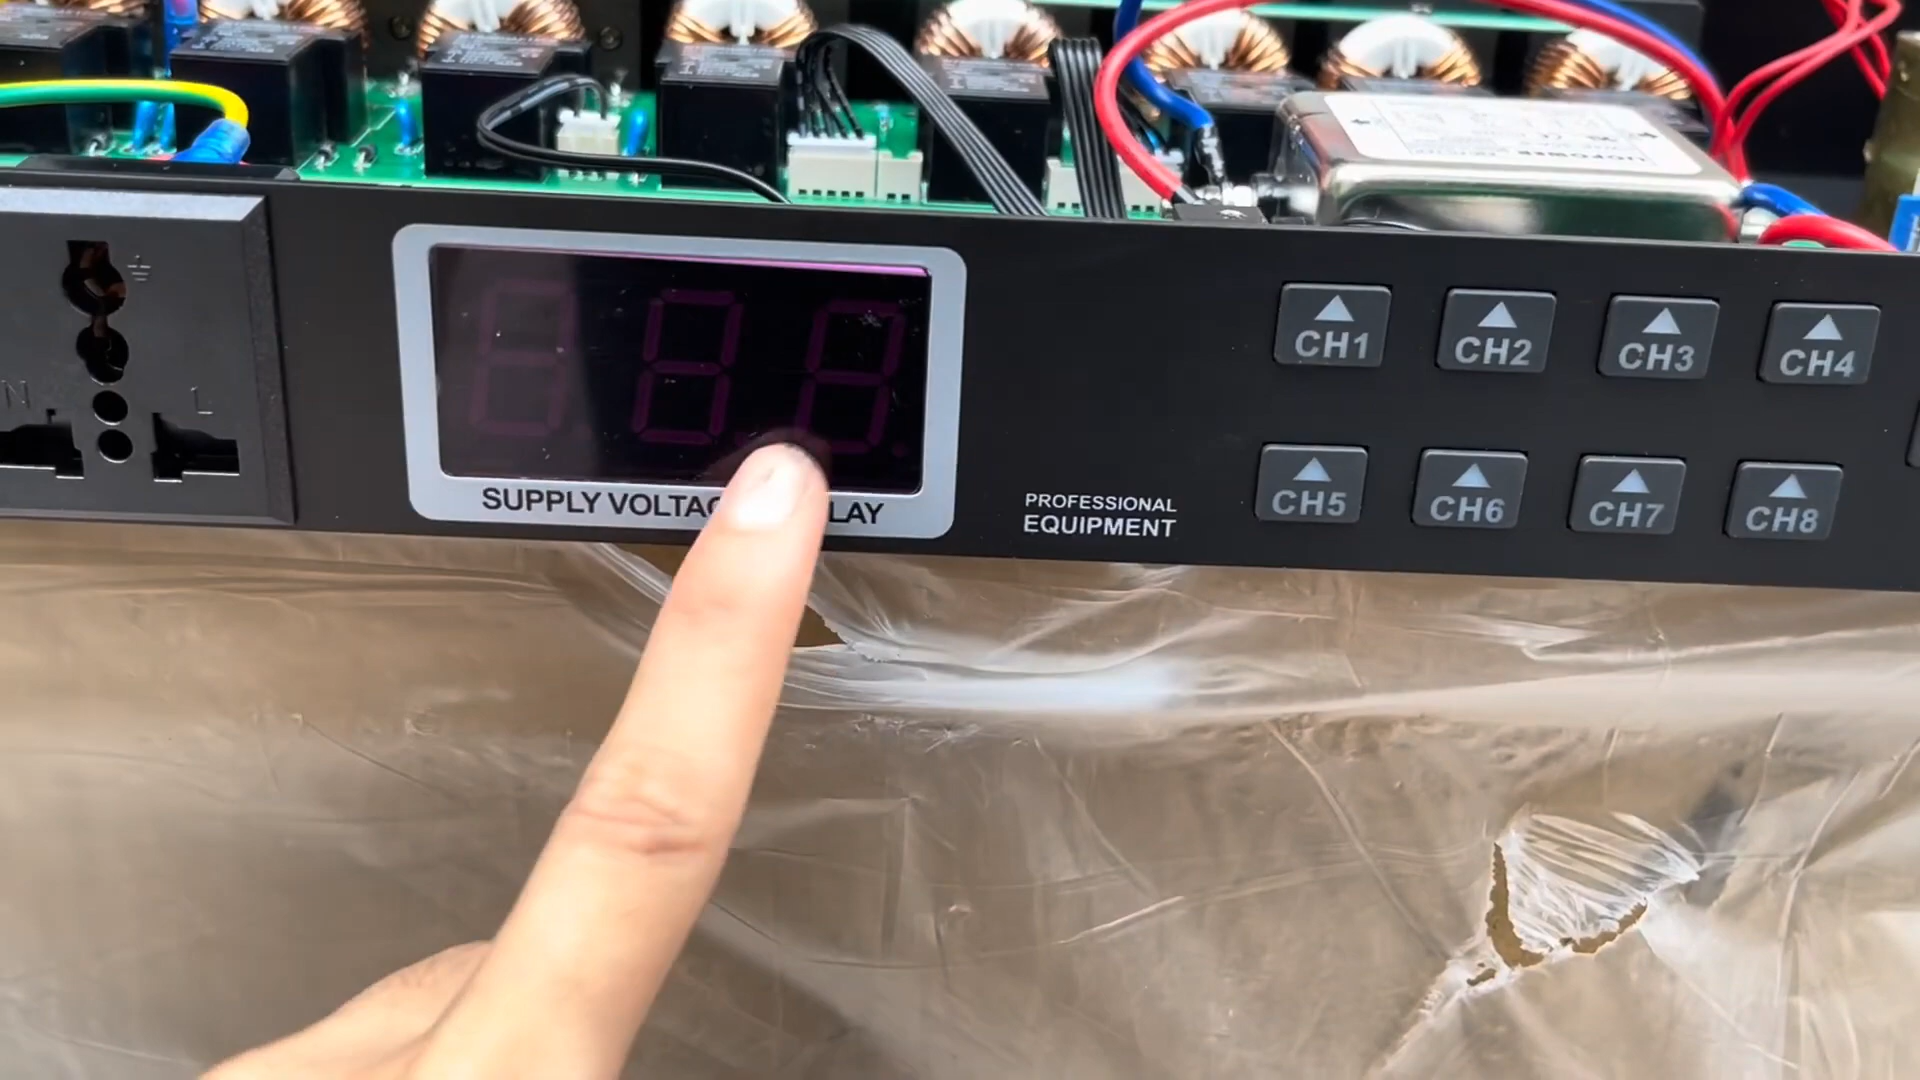 N
L
SUPPLY VOLTAG LAY
PROFESSIONAL
EQUIPMENT
CH1
CH2
CH3
CH4
CH5
CH6
CH7
CH8